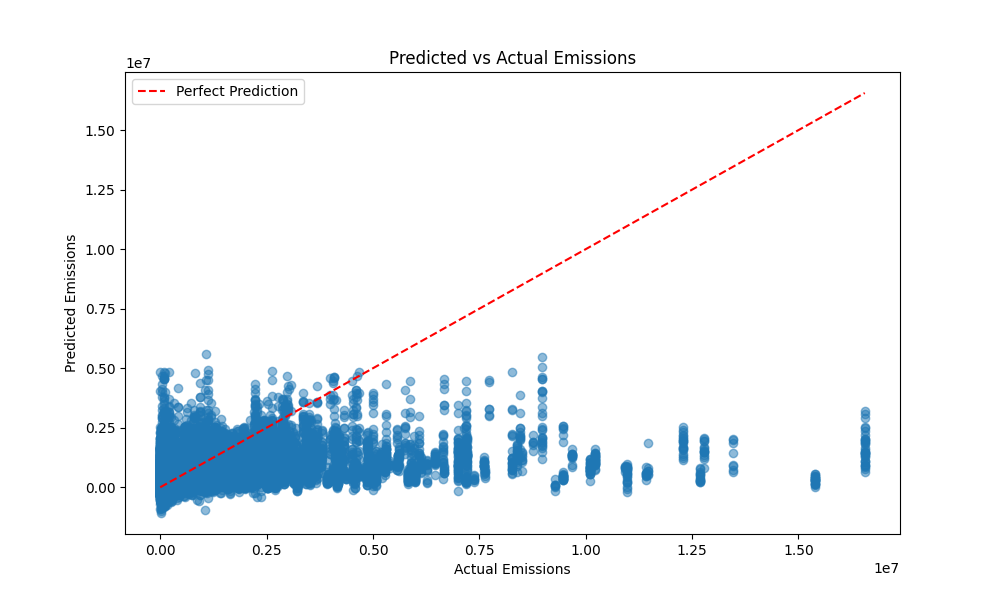 Predicted vs Actual Emissions
1e7
Perfect Prediction
1.50
1.25
1.00
0.75
0.50
0.25
0.00
Predicted Emissions
0.00 0.25 0.50 0.75 1.00 1.25 1.50
Actual Emissions
1e7